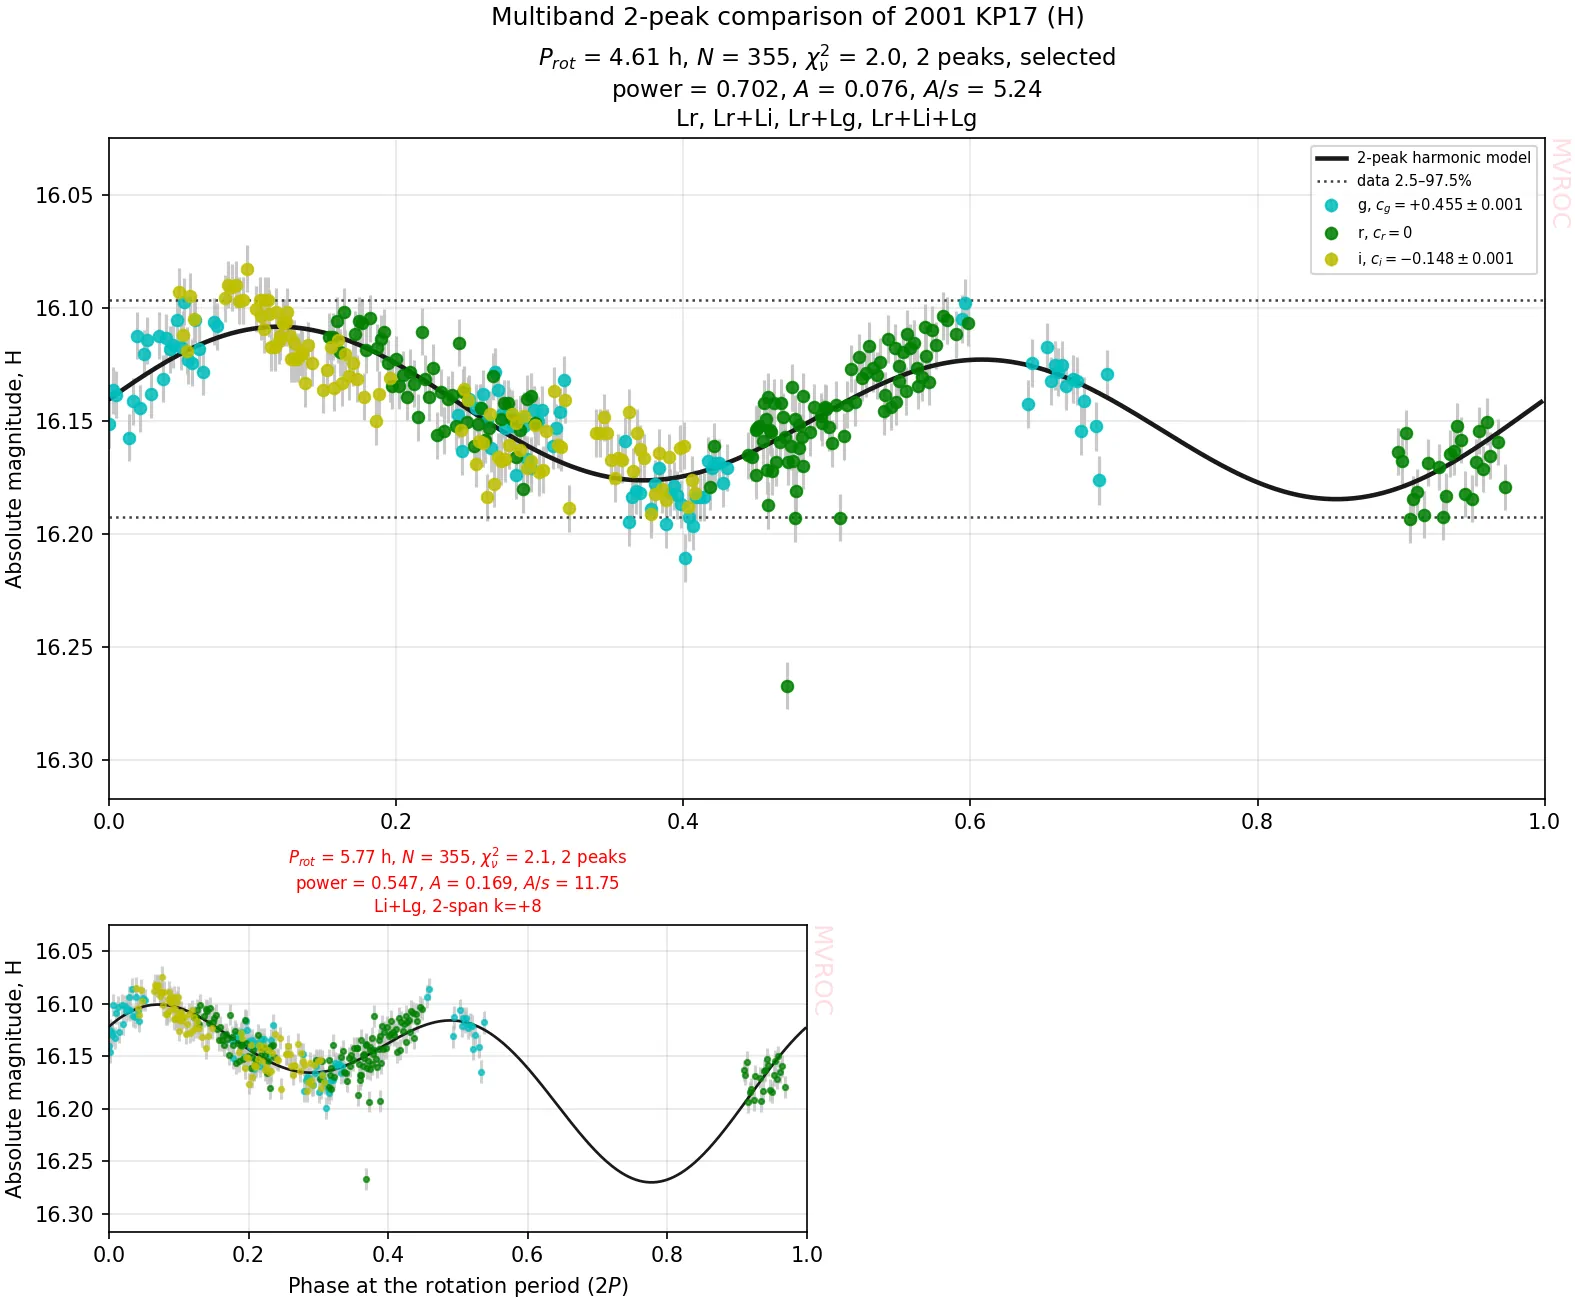 Multiband 2-peak comparison of 2001 KP17 (H)
P_rot = 4.61 h, N = 355, χ²_ν = 2.0, 2 peaks, selected
power = 0.702, A = 0.076, A/s = 5.24
Lr, Lr+Li, Lr+Lg, Lr+Li+Lg
MVROC
2-peak harmonic model
data 2.5–97.5%
g, c_g = +0.455 ± 0.001
r, c_r = 0
i, c_i = −0.148 ± 0.001
Absolute magnitude, H
16.05
16.10
16.15
16.20
16.25
16.30
0.0 0.2 0.4 0.6 0.8 1.0
P_rot = 5.77 h, N = 355, χ²_ν = 2.1, 2 peaks
power = 0.547, A = 0.169, A/s = 11.75
Li+Lg, 2-span k=+8
MVROC
Absolute magnitude, H
16.05
16.10
16.15
16.20
16.25
16.30
0.0 0.2 0.4 0.6 0.8 1.0
Phase at the rotation period (2P)